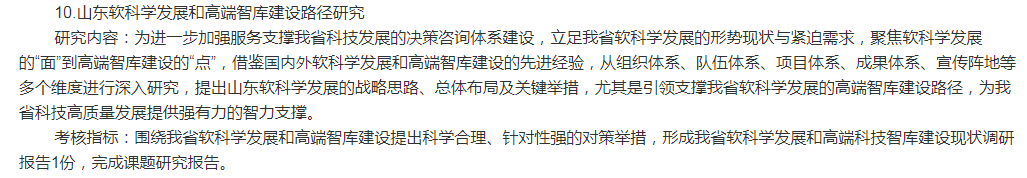 10.山东软科学发展和高端智库建设路径研究
研究内容：为进一步加强服务支撑我省科技发展的决策咨询体系建设，立足我省软科学发展的形势现状与紧迫需求，聚焦软科学发展
的“面”到高端智库建设的“点”，借鉴国内外软科学发展和高端智库建设的先进经验，从组织体系、队伍体系、项目体系、成果体系、宣传阵地等
多个维度进行深入研究，提出山东软科学发展的战略思路、总体布局及关键举措，尤其是引领支撑我省软科学发展的高端智库建设路径，为我
省科技高质量发展提供强有力的智力支撑。
考核指标：围绕我省软科学发展和高端智库建设提出科学合理、针对性强的对策举措，形成我省软科学发展和高端科技智库建设现状调研
报告1份，完成课题研究报告。